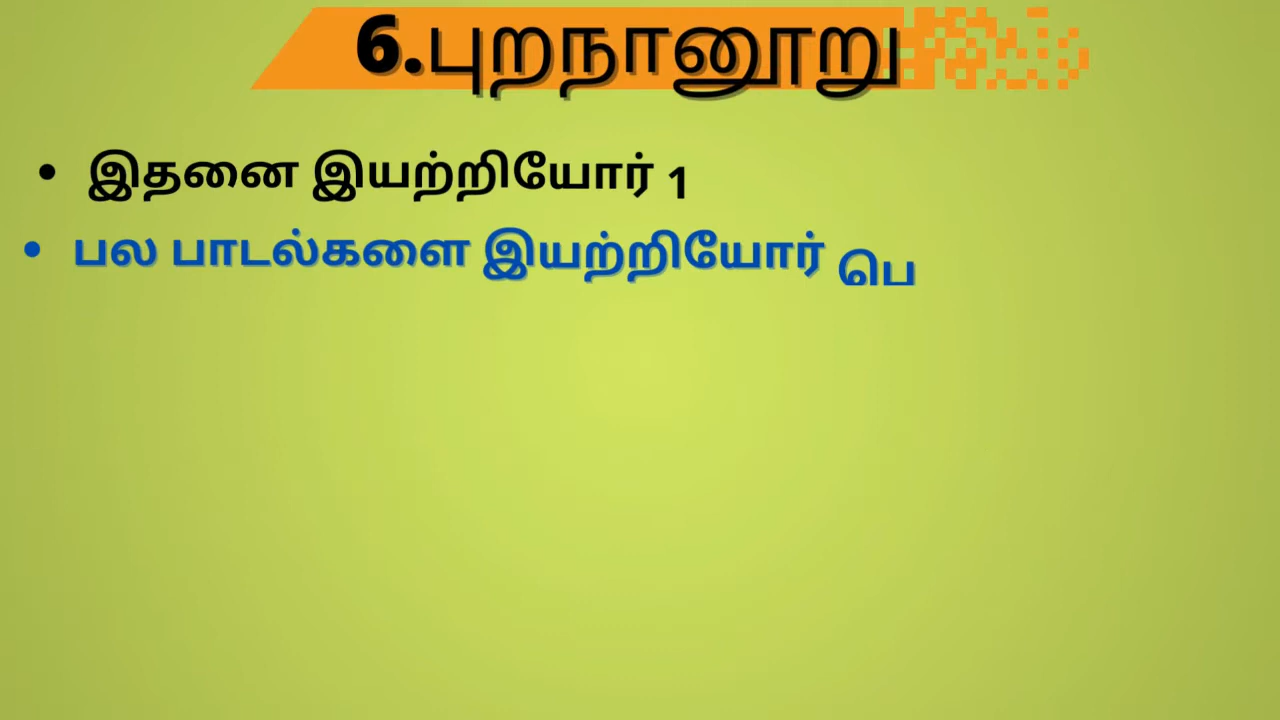 6.புறநானூறு
• இதனை இயற்றியோர் 1
• பல பாடல்களை இயற்றியோர் பெ